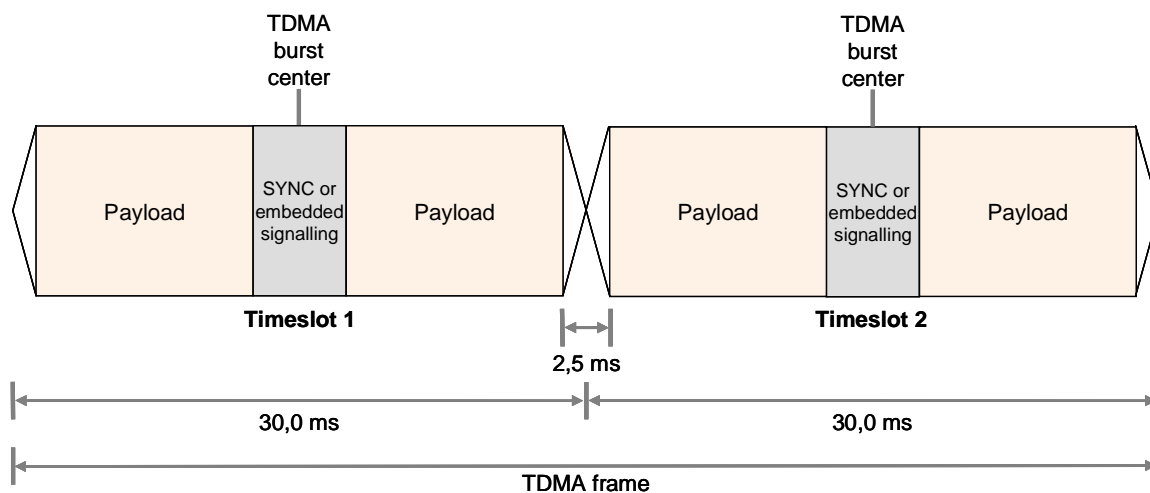 TDMA
burst
center
TDMA
burst
center
Payload
SYNC or
embedded
signalling
Payload
Payload
SYNC or
embedded
signalling
Payload
Timeslot 1
Timeslot 2
2,5 ms
30,0 ms
30,0 ms
TDMA frame